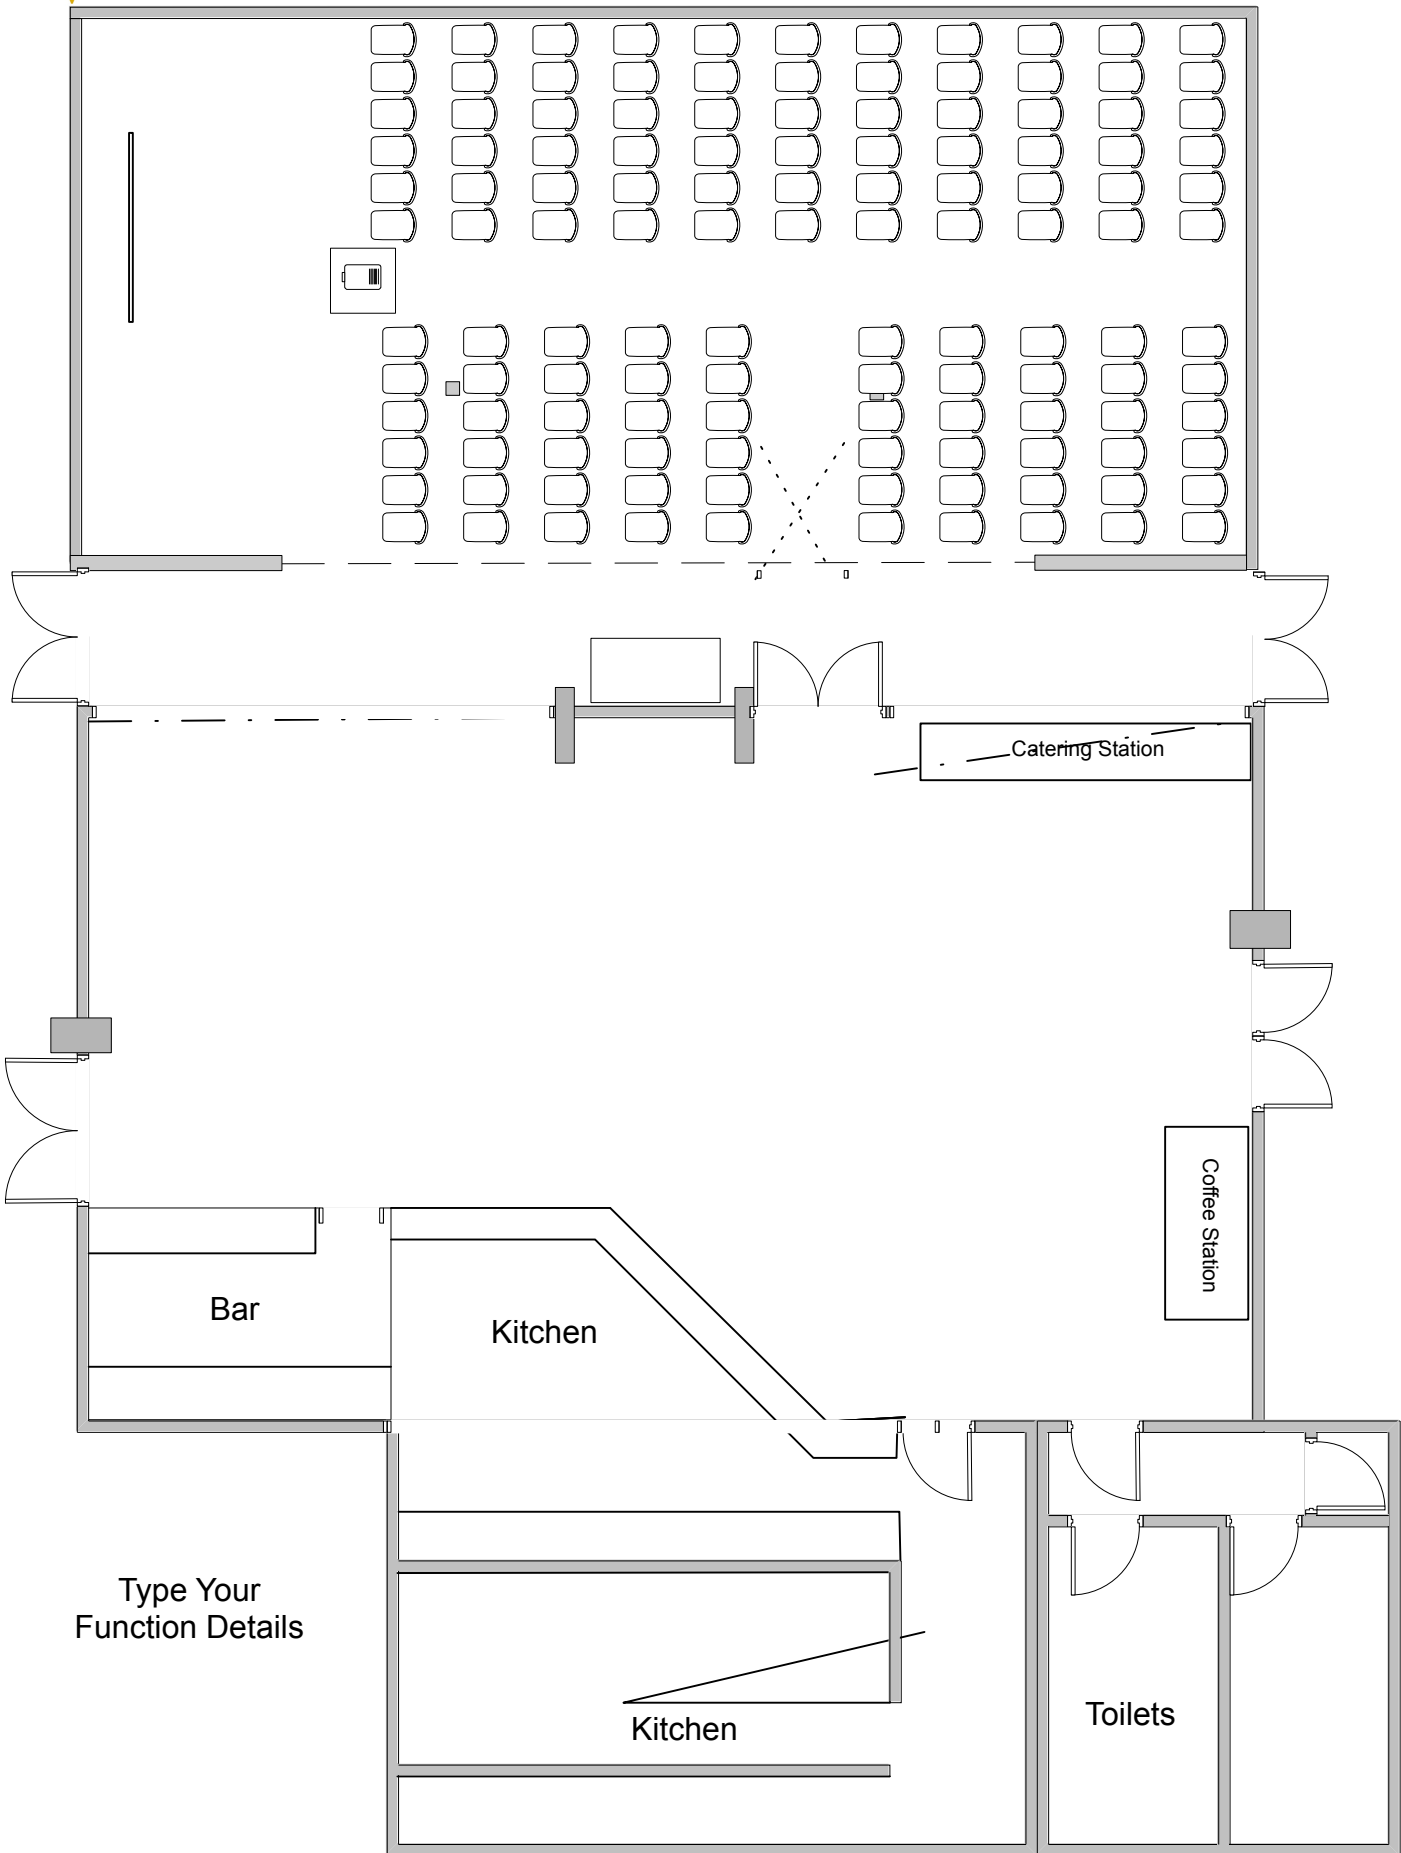 Catering Station
Coffee Station
Bar
Kitchen
Type Your
Function Details
Toilets
Kitchen